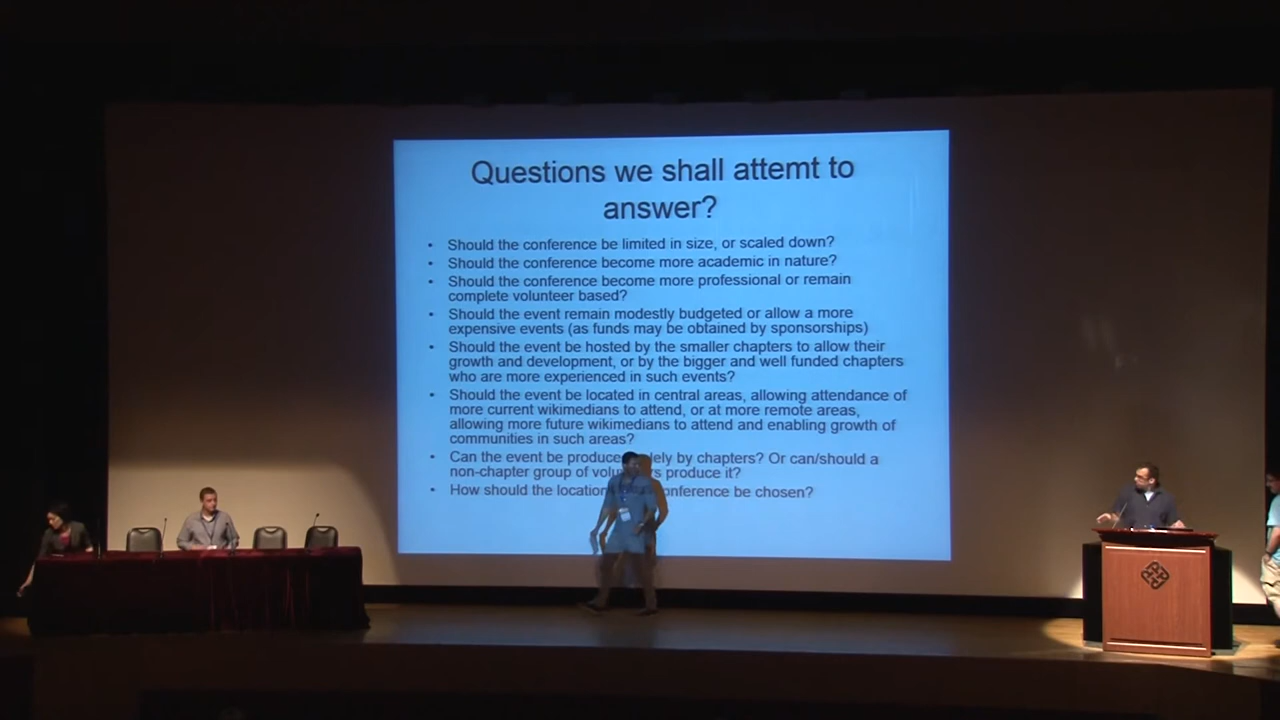 Questions we shall attemt to
answer?
• Should the conference be limited in size, or scaled down?
• Should the conference become more academic in nature?
• Should the conference become more professional or remain
complete volunteer based?
• Should the event remain modestly budgeted or allow a more
expensive events (as funds may be obtained by sponsorships)
• Should the event be hosted by the smaller chapters to allow their
growth and development, or by the bigger and well funded chapters
who are more experienced in such events?
• Should the event be located in central areas, allowing attendance of
more current wikimedians to attend, or at more remote areas,
allowing more future wikimedians to attend and enabling growth of
communities in such areas?
• Can the event be produced by chapters? Or can/should a
non-chapter group of produce it?
• How should the location conference be chosen?